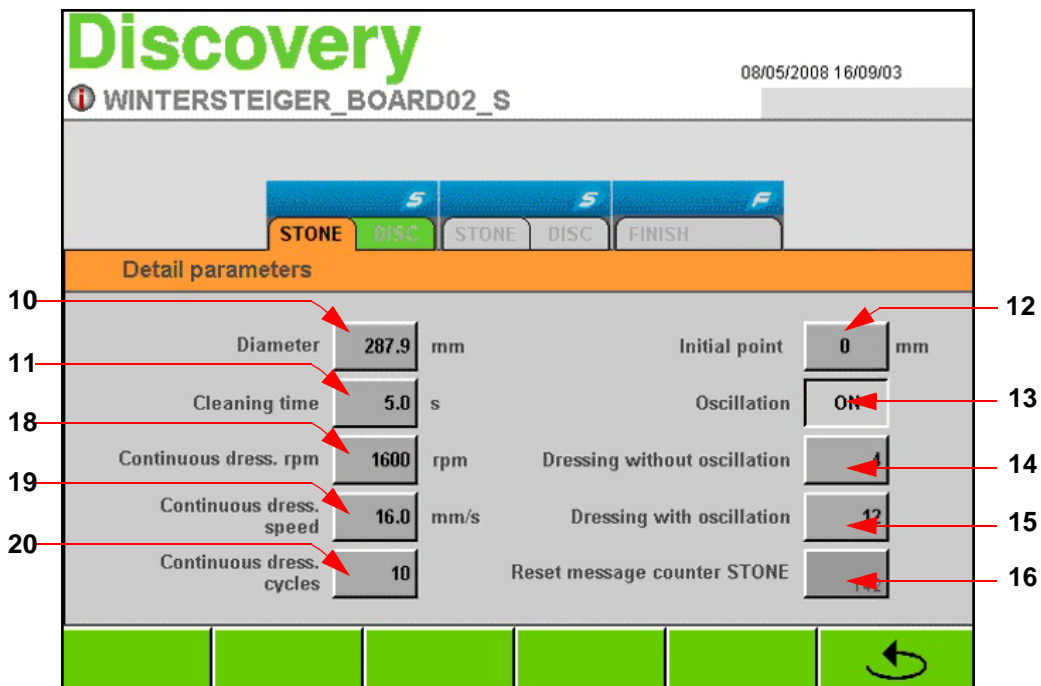 Discovery
08/05/2008 16/09/03
WINTERSTEIGER_BOARD02_S
S S F
STONE DISC STONE DISC FINISH
Detail parameters
10
Diameter 287.9 mm
11
Cleaning time 5.0 s
18
Continuous dress. rpm 1600 rpm
19
Continuous dress.
speed 16.0 mm/s
20
Continuous dress.
cycles 10
12
Initial point 0 mm
Oscillation ON 13
Dressing without oscillation 4 14
Dressing with oscillation 12 15
Reset message counter STONE 16